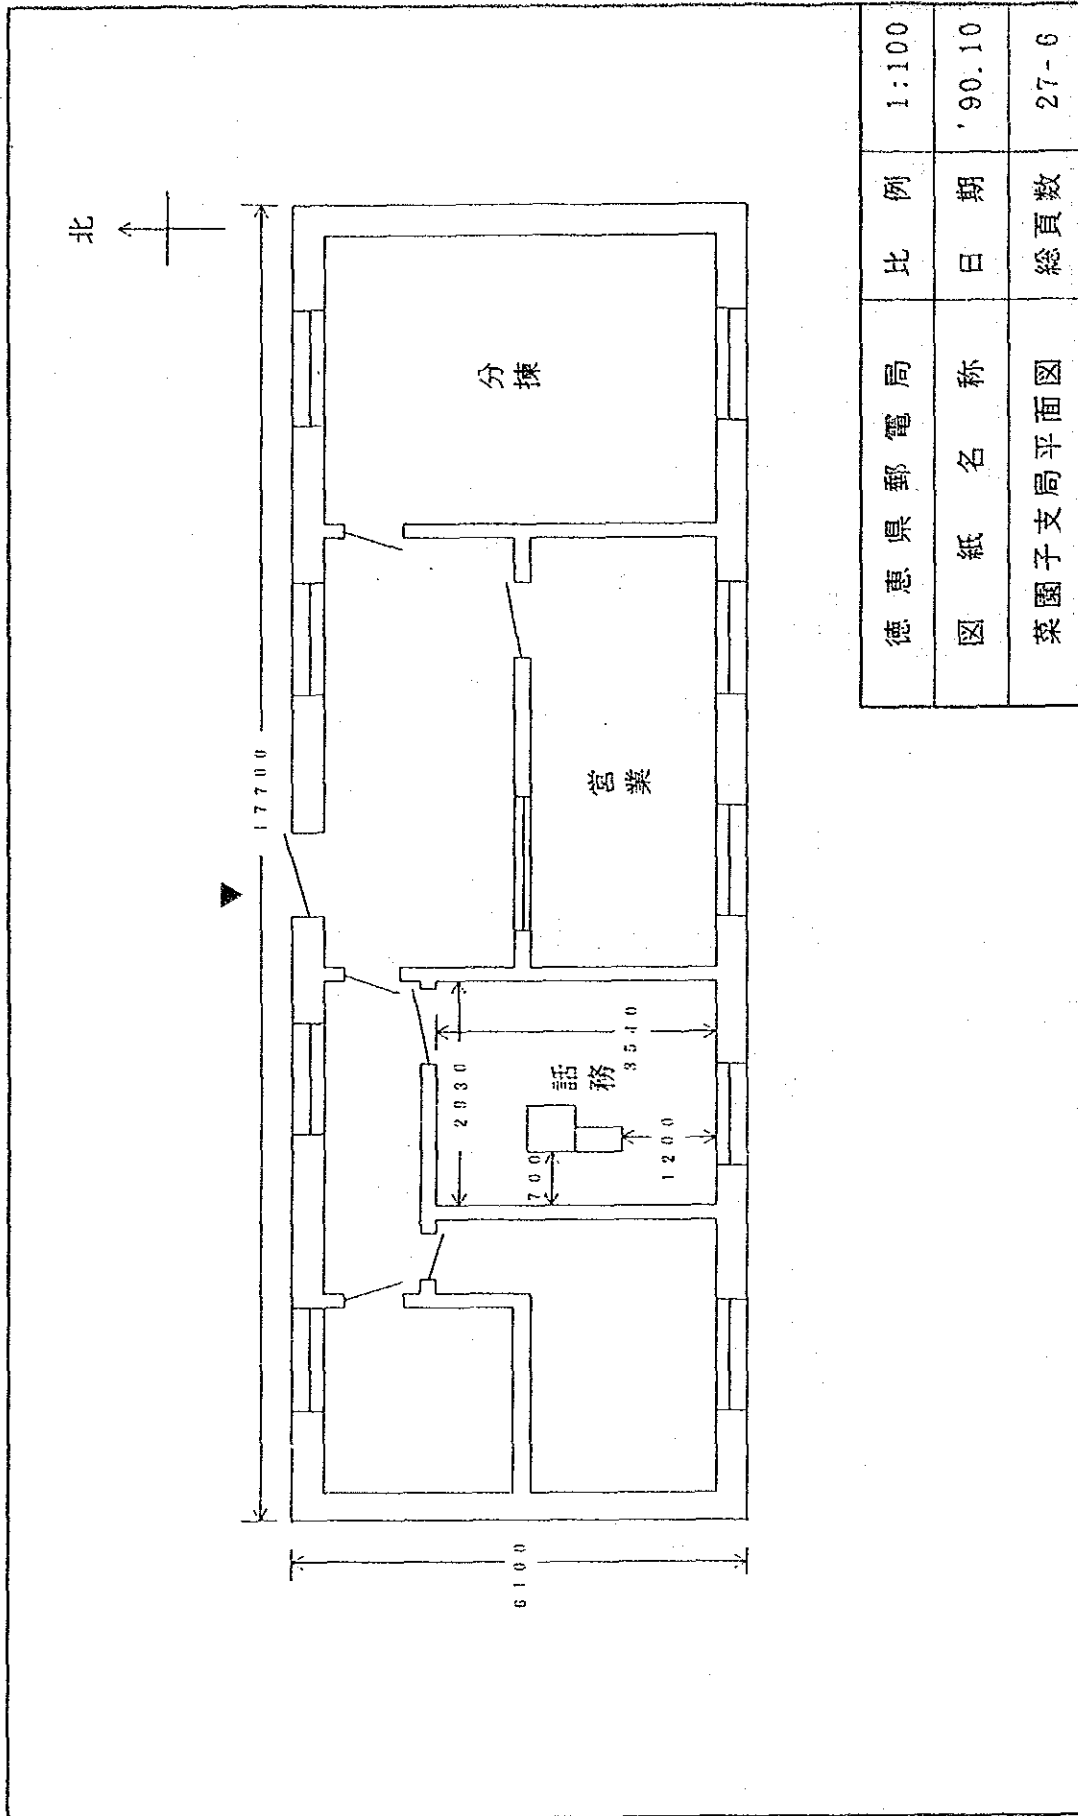 北
17700
6100
分揀
営業
話務
2930
3540
700
1200
徳恵県郵電局 比例 1:100
図紙名称 日期 '90.10
菜園子支局平面図 総頁数 27-6